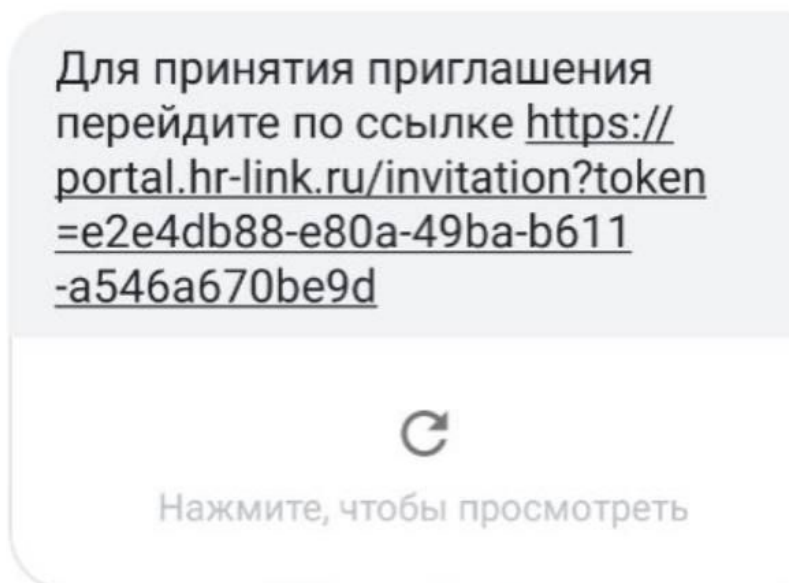 Для принятия приглашения
перейдите по ссылке https://
portal.hr-link.ru/invitation?token
=e2e4db88-e80a-49ba-b611
-a546a670be9d
Нажмите, чтобы просмотреть